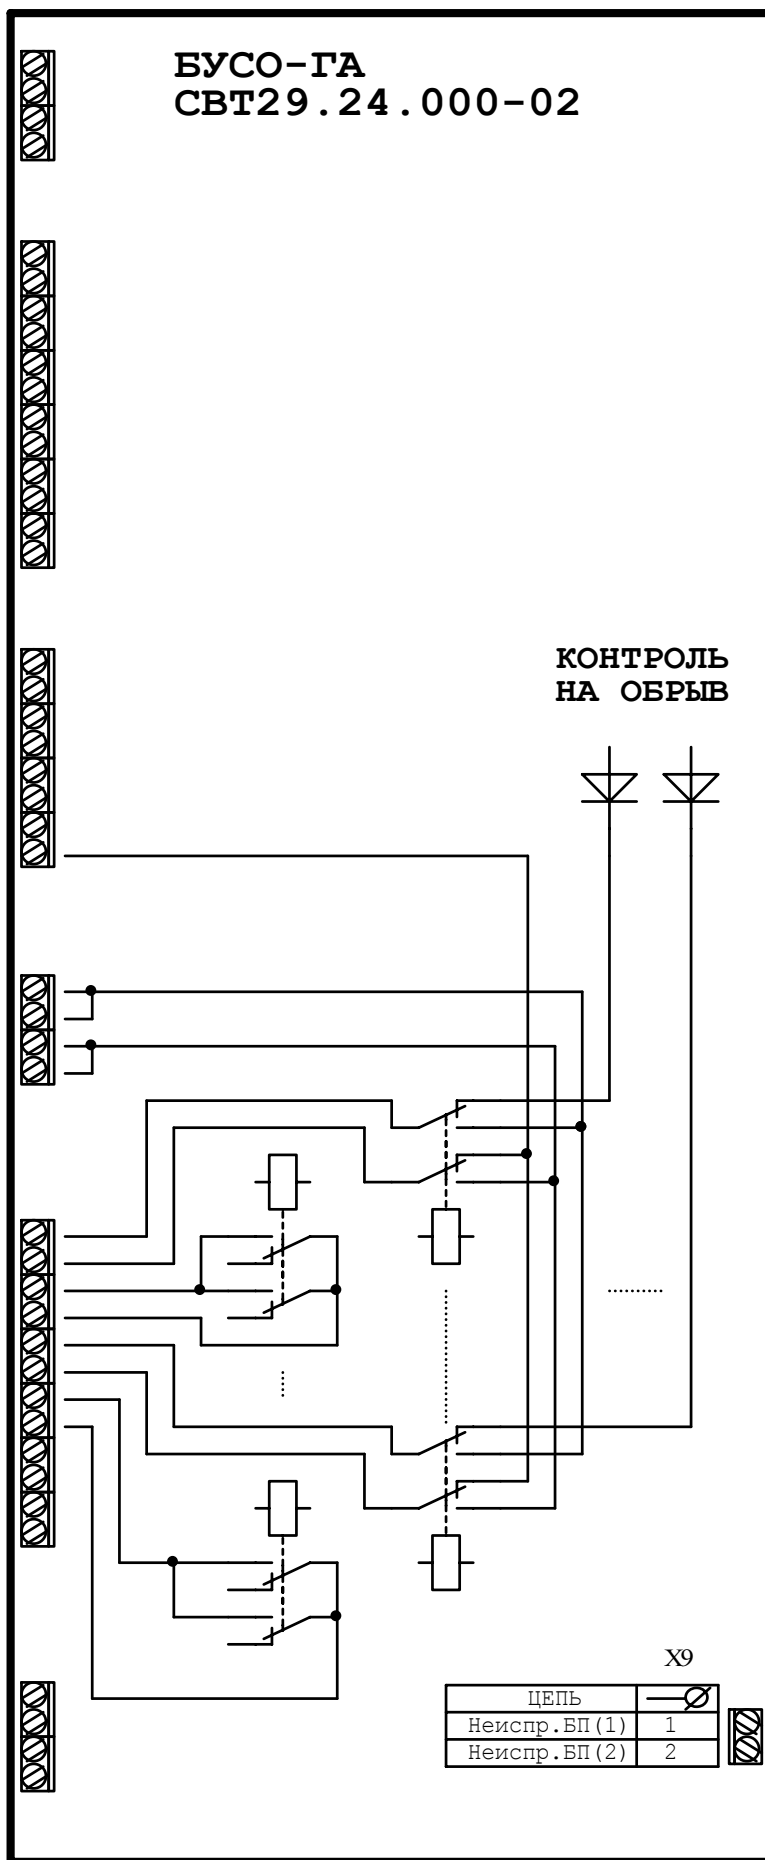 БУСО-ГА
СВТ29.24.000-02
КОНТРОЛЬ
НА ОБРЫВ
X9
ЦЕПЬ
Неиспр.БП(1) 1
Неиспр.БП(2) 2